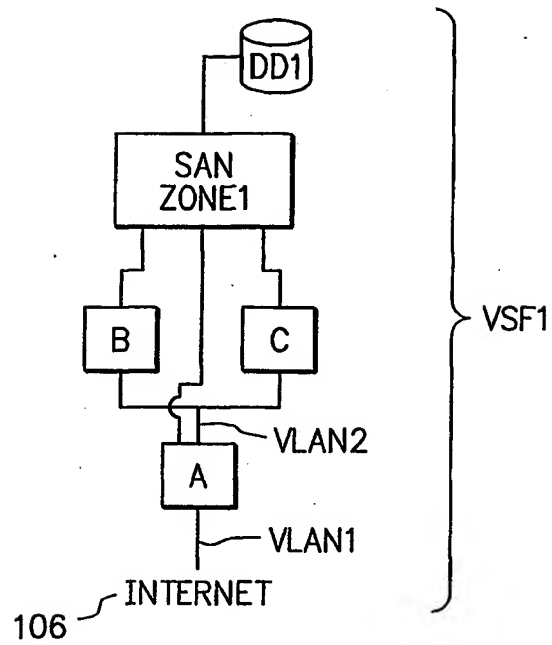 DD1
SAN
ZONE1
B
C
VSF1
VLAN2
A
VLAN1
INTERNET
106